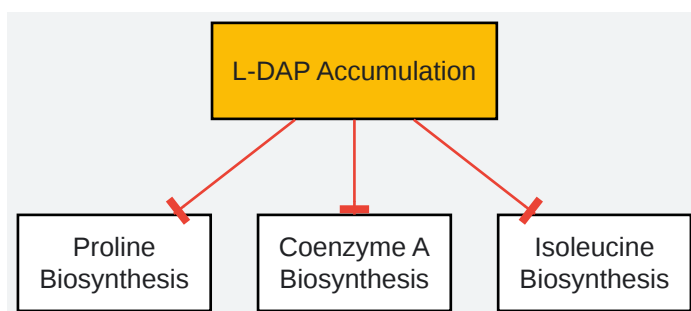 L-DAP Accumulation
Proline
Biosynthesis
Coenzyme A
Biosynthesis
Isoleucine
Biosynthesis